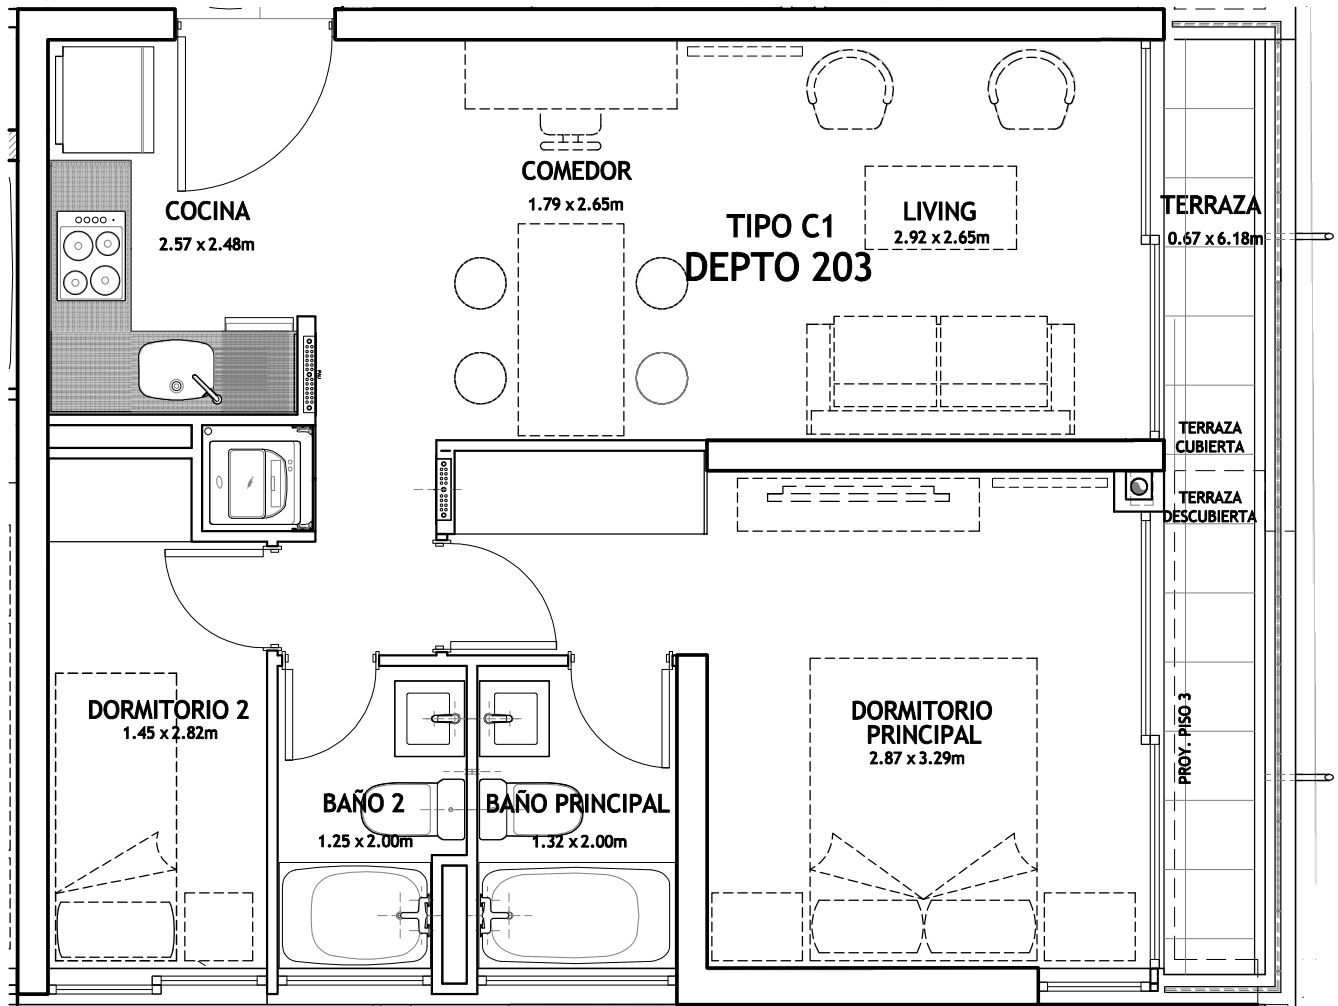 COMEDOR
1.79 x 2.65m
COCINA
2.57 x 2.48m
TIPO C1
DEPTO 203
LIVING
2.92 x 2.65m
TERRAZA
0.67 x 6.18m
TERRAZA
CUBIERTA
TERRAZA
DESCUBIERTA
DORMITORIO 2
1.45 x 2.82m
DORMITORIO
PRINCIPAL
2.87 x 3.29m
PROY. PISO 3
BAÑO 2
1.25 x 2.00m
BAÑO PRINCIPAL
1.32 x 2.00m